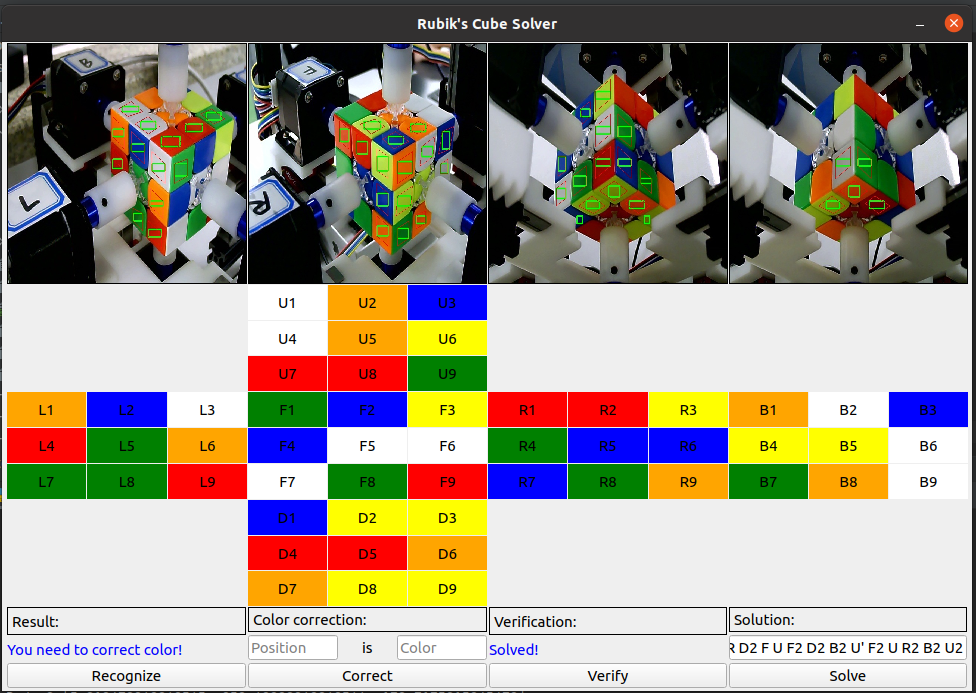 Rubik's Cube Solver
B
F
L
R
U1 U2 U3
U4 U5 U6
U7 U8 U9
L1 L2 L3 F1 F2 F3 R1 R2 R3 B1 B2 B3
L4 L5 L6 F4 F5 F6 R4 R5 R6 B4 B5 B6
L7 L8 L9 F7 F8 F9 R7 R8 R9 B7 B8 B9
D1 D2 D3
D4 D5 D6
D7 D8 D9
Result: Color correction: Verification: Solution:
You need to correct color! Position is Color Solved! R D2 F U F2 D2 B2 U' F2 U R2 B2 U2
Recognize Correct Verify Solve